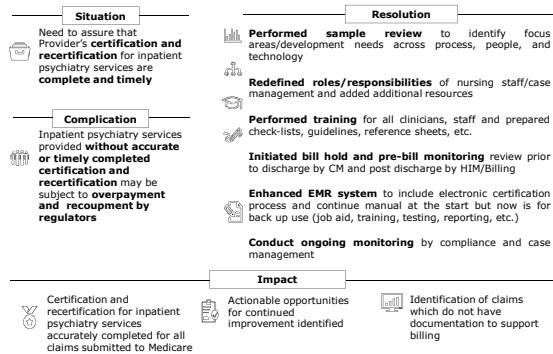 Situation
Need to assure that
Provider's certification and
recertification for inpatient
psychiatry services are
complete and timely
Complication
Inpatient psychiatry services
provided without accurate
or timely completed
certification and
recertification may be
subject to overpayment
and recoupment by
regulators
Resolution
Performed sample review to identify focus
areas/development needs across process, people, and
technology
Redefined roles/responsibilities of nursing staff/case
management and added additional resources
Performed training for all clinicians, staff and prepared
check-lists, guidelines, reference sheets, etc.
Initiated bill hold and pre-bill monitoring review prior
to discharge by CM and post discharge by HIM/Billing
Enhanced EMR system to include electronic certification
process and continue manual at the start but now is for
back up use (job aid, training, testing, reporting, etc.)
Conduct ongoing monitoring by compliance and case
management
Impact
Certification and
recertification for inpatient
psychiatry services
accurately completed for all
claims submitted to Medicare
Actionable opportunities
for continued
improvement identified
Identification of claims
which do not have
documentation to support
billing